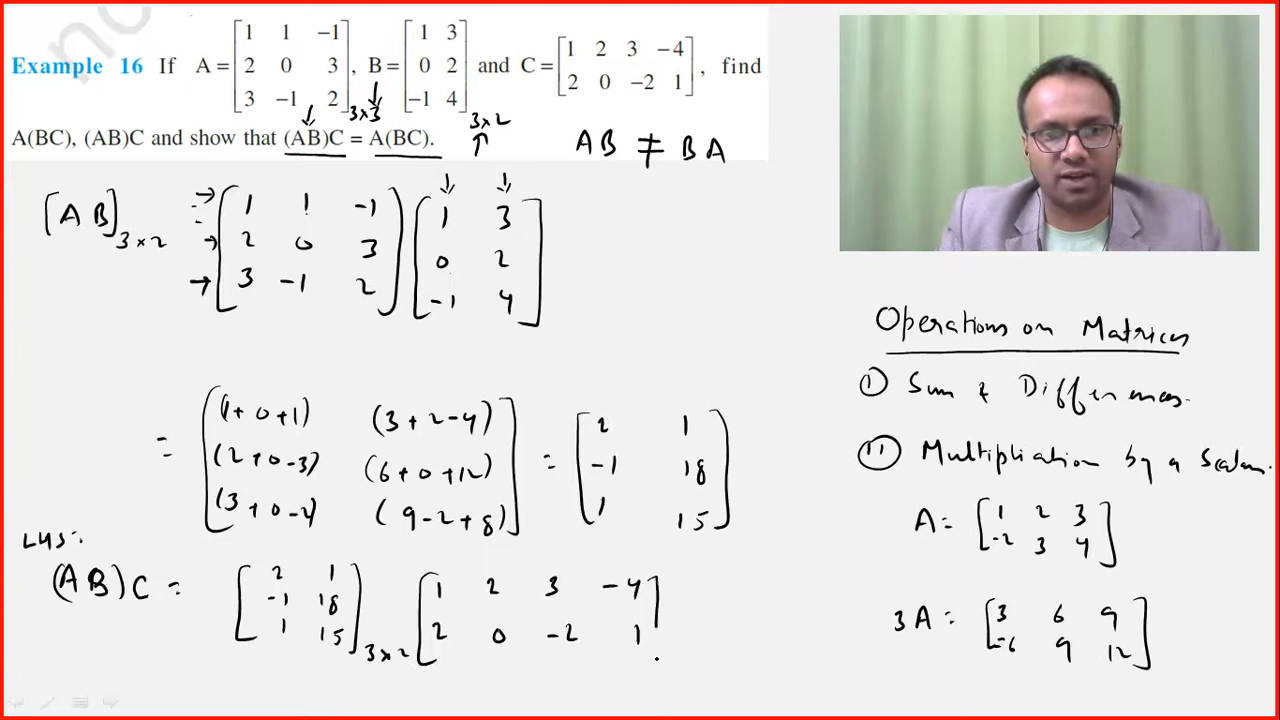 Example 16 If A = [1 1 −1; 2 0 3; 3 −1 2], B = [1 3; 0 2; −1 4] and C = [1 2 3 −4; 2 0 −2 1], find
3×3
3×2
A(BC), (AB)C and show that (AB)C = A(BC).
AB ≠ BA
[AB]3×2 [1 1 -1; 2 0 3; 3 -1 2] [1 3; 0 2; -1 4]
= [(1+0+1) (3+2-4); (2+0-3) (6+0+12); (3+0-2) (9-2+8)] = [2 1; -1 18; 1 15]
LHS:
(AB)C = [2 1; -1 18; 1 15]3×2 [1 2 3 -4; 2 0 -2 1]
Operations on Matrices
I Sum & Differences.
II Multipliation by a Scalar.
A = [1 2 3; -2 3 4]
3A = [3 6 9; -6 9 12]